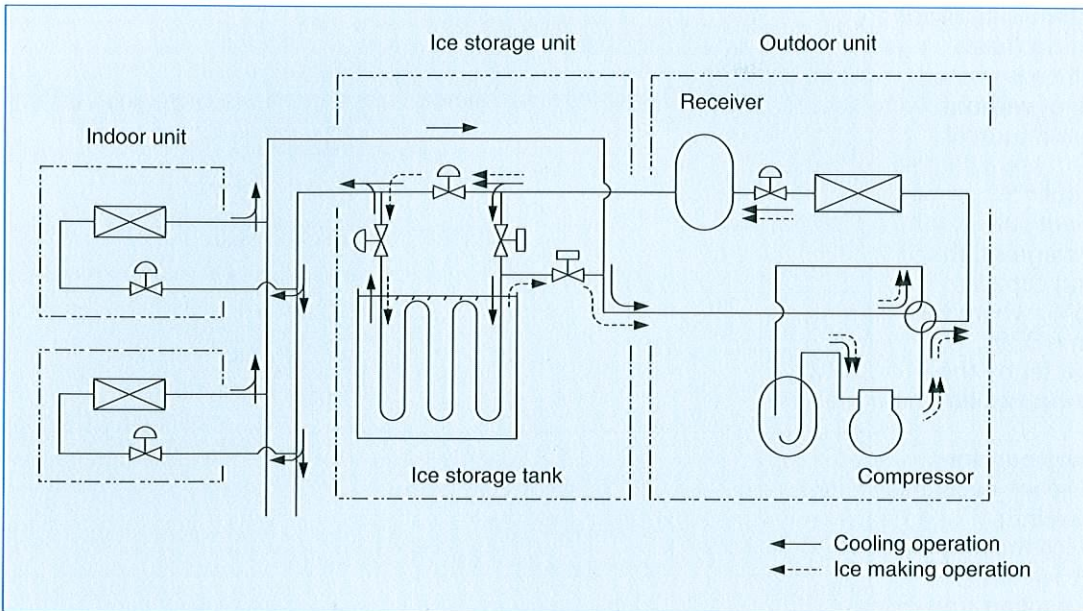 Ice storage unit
Outdoor unit
Receiver
Indoor unit
Ice storage tank
Compressor
Cooling operation
Ice making operation